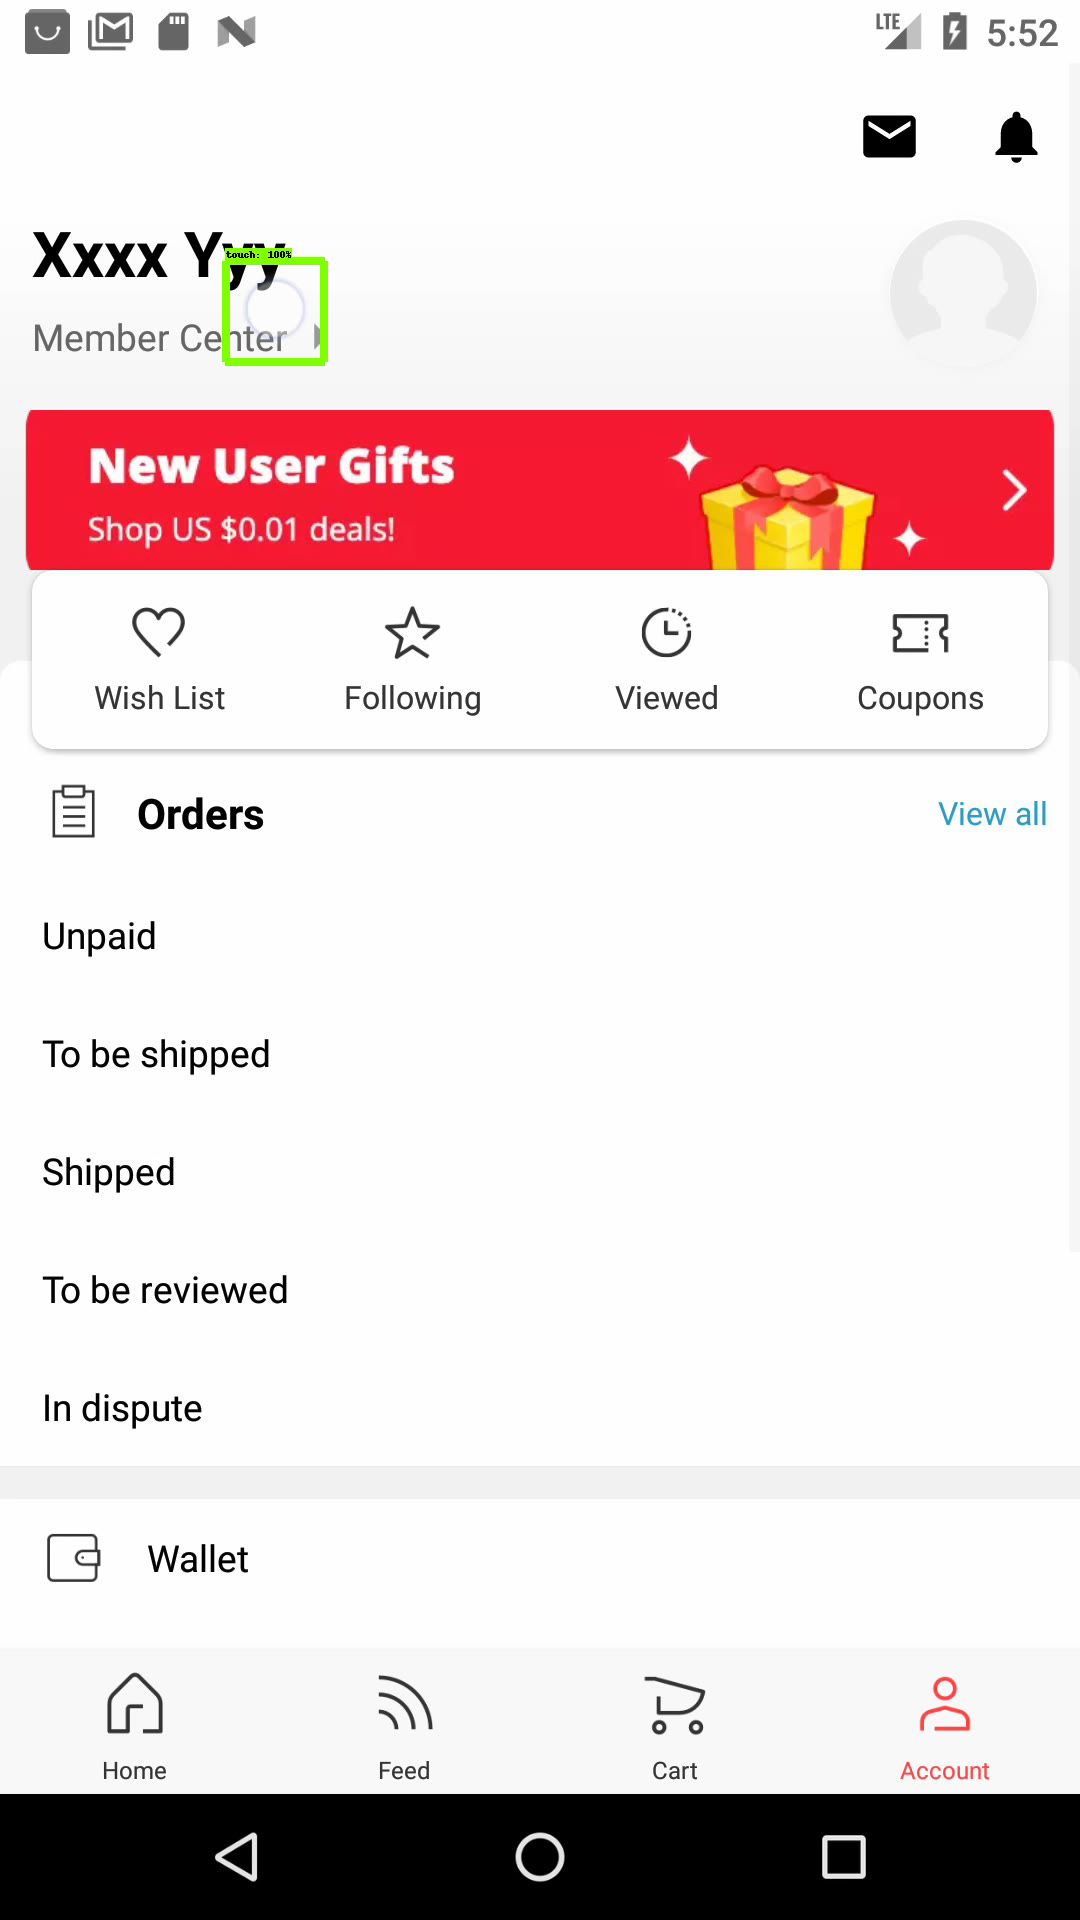 LTE 5:52
Xxxx Yyy
touch: 100%
Member Center
New User Gifts
Shop US $0.01 deals!
Wish List Following Viewed Coupons
Orders View all
Unpaid
To be shipped
Shipped
To be reviewed
In dispute
Wallet
Home Feed Cart Account